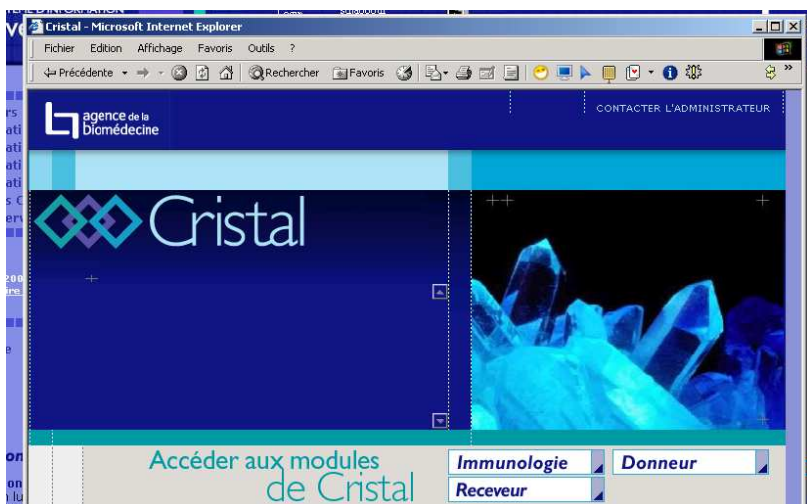 Cristal - Microsoft Internet Explorer
Fichier Edition Affichage Favoris Outils ?
Précédente Rechercher Favoris »
agence de la
biomédecine
CONTACTER L'ADMINISTRATEUR
Cristal
Accéder aux modules
de Cristal
Immunologie
Donneur
Receveur